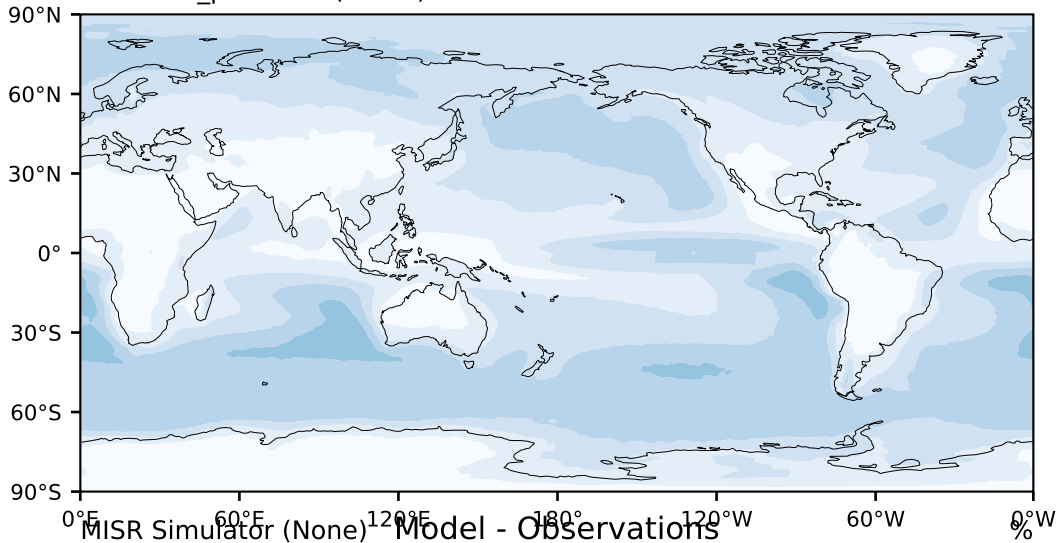 90°N
60°N
30°N
0°
30°S
60°S
90°S
0°E 60°E 120°E 180° 120°W 60°W 0°W
MISR Simulator (None) Model - Observations %